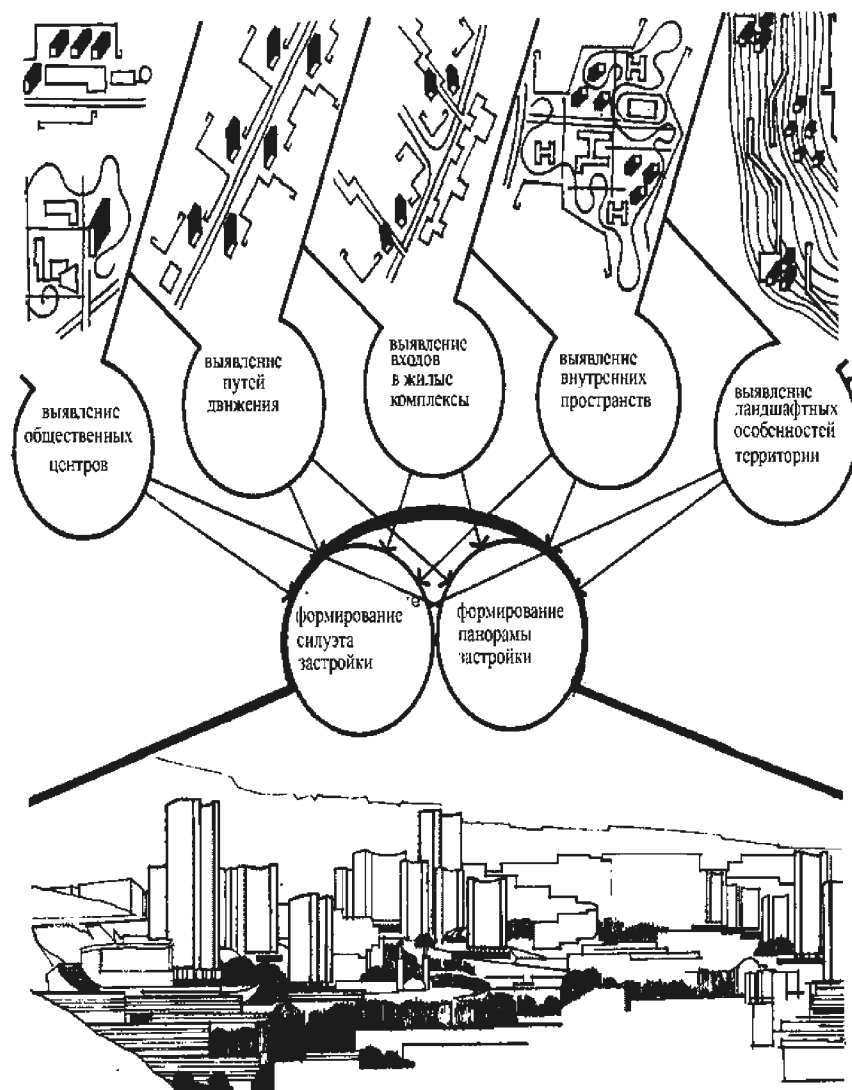 выявление
общественных
центров
выявление
путей
движения
выявление
входов
в жилые
комплексы
выявление
внутренних
пространств
выявление
ландшафтных
особенностей
территории
формирование
силуэта
застройки
формирование
панорамы
застройки